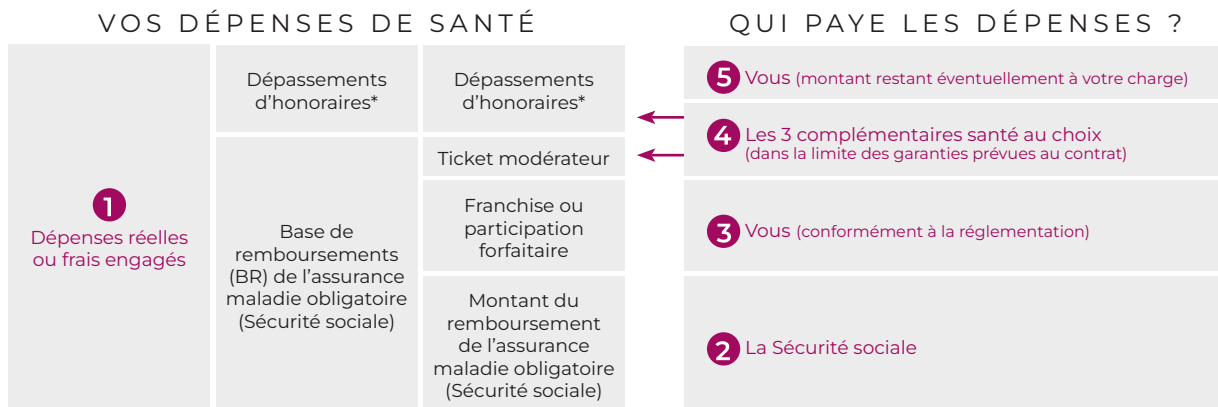 VOS DÉPENSES DE SANTÉ
QUI PAYE LES DÉPENSES ?
1
Dépenses réelles
ou frais engagés
Dépassements
d’honoraires*
Base de
remboursements
(BR) de l’assurance
maladie obligatoire
(Sécurité sociale)
Dépassements
d’honoraires*
Ticket modérateur
Franchise ou
participation
forfaitaire
Montant du
remboursement
de l’assurance
maladie obligatoire
(Sécurité sociale)
5 Vous (montant restant éventuellement à votre charge)
4 Les 3 complémentaires santé au choix
(dans la limite des garanties prévues au contrat)
3 Vous (conformément à la réglementation)
2 La Sécurité sociale